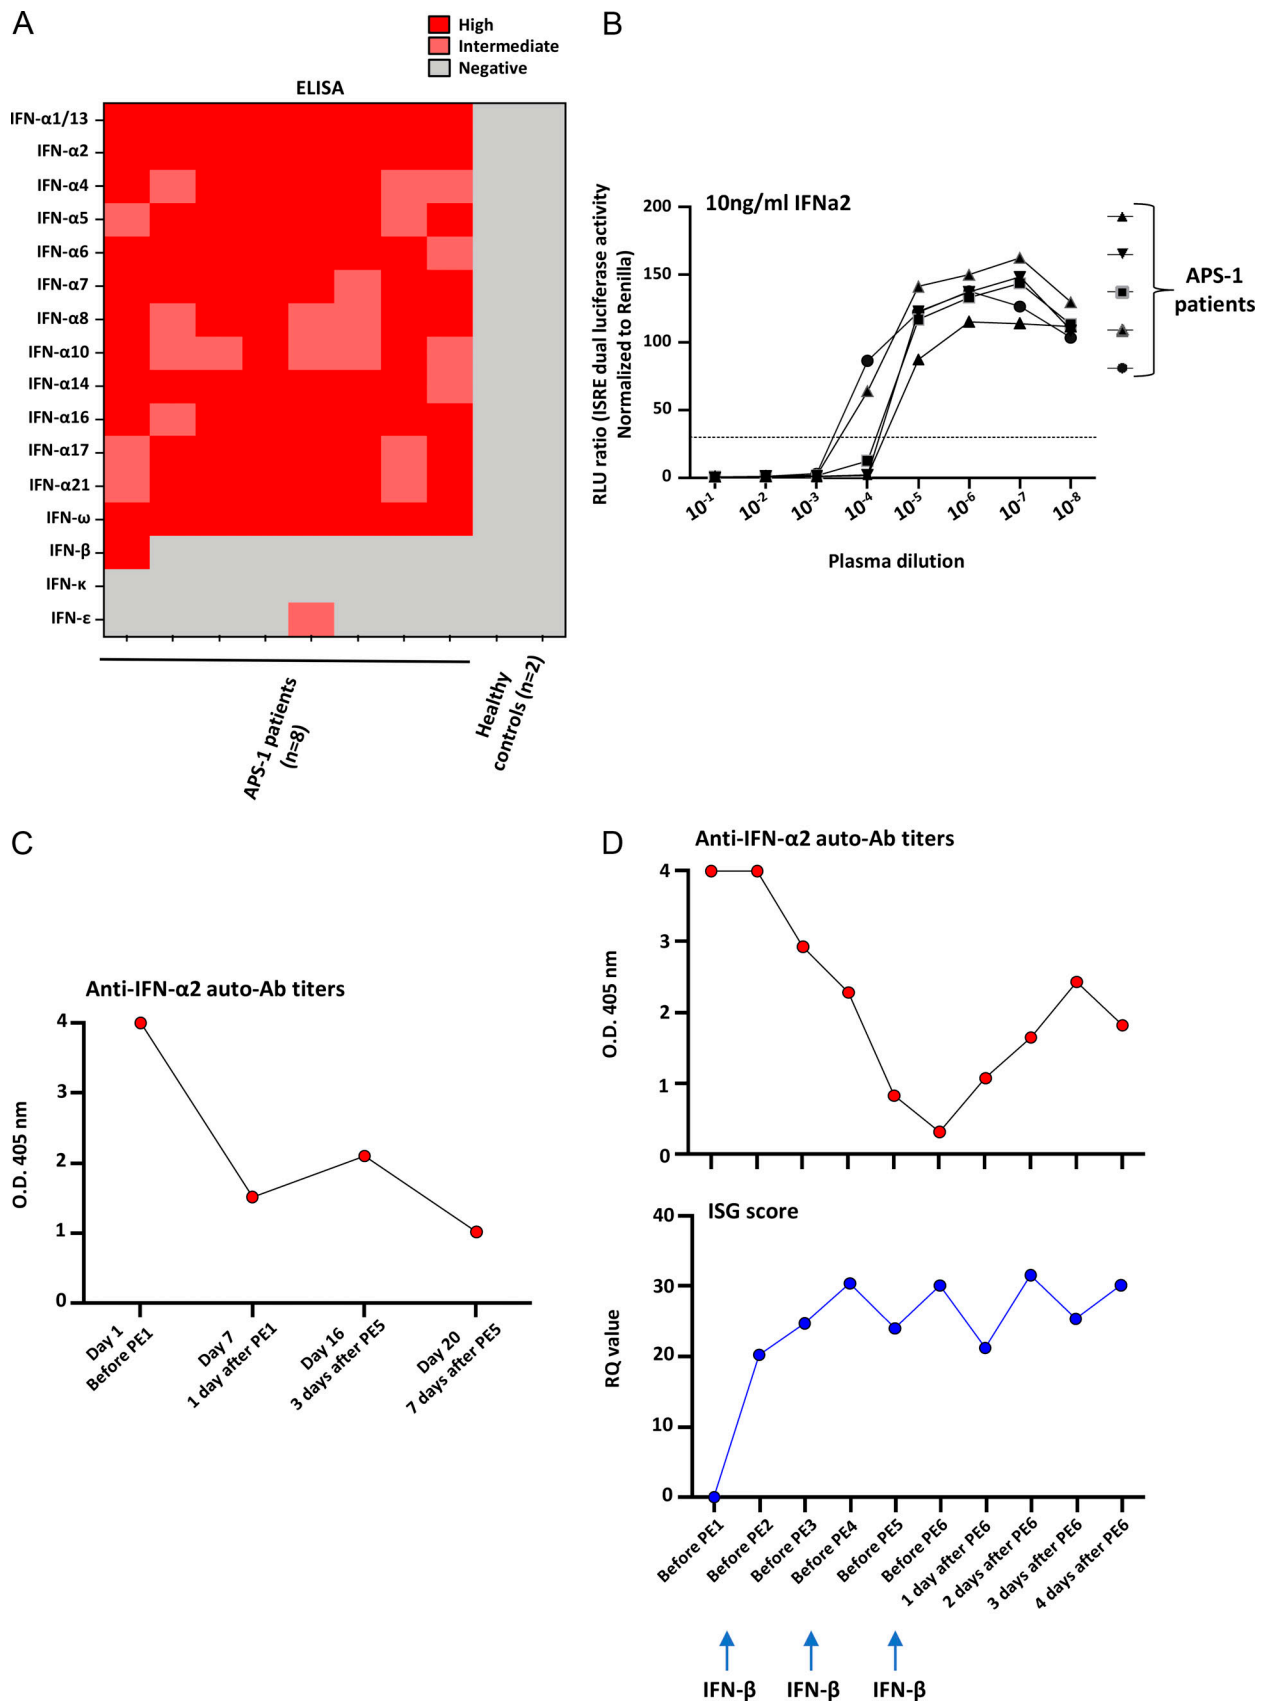 A
High
Intermediate
Negative
ELISA
IFN-α1/13
IFN-α2
IFN-α4
IFN-α5
IFN-α6
IFN-α7
IFN-α8
IFN-α10
IFN-α14
IFN-α16
IFN-α17
IFN-α21
IFN-ω
IFN-β
IFN-κ
IFN-ε
APS-1 patients
(n=8)
Healthy
controls (n=2)
B
10ng/ml IFNa2
RLU ratio (ISRE dual luciferase activity
Normalized to Renilla)
200
150
100
50
0
10-1
10-2
10-3
10-4
10-5
10-6
10-7
10-8
Plasma dilution
APS-1
patients
C
Anti-IFN-α2 auto-Ab titers
O.D. 405 nm
4
3
2
1
0
Day 1
Before PE1
Day 7
1 day after PE1
Day 16
3 days after PE5
Day 20
7 days after PE5
D
Anti-IFN-α2 auto-Ab titers
O.D. 405 nm
4
3
2
1
0
ISG score
RQ value
40
30
20
10
0
Before PE1
Before PE2
Before PE3
Before PE4
Before PE5
Before PE6
1 day after PE6
2 days after PE6
3 days after PE6
4 days after PE6
IFN-β
IFN-β
IFN-β